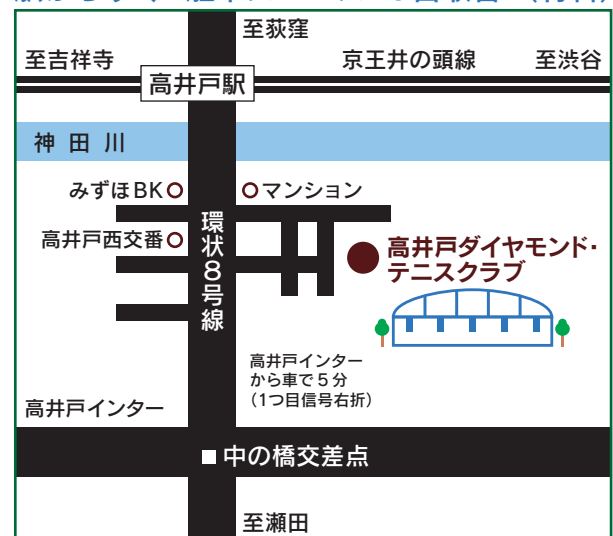 至荻窪
至吉祥寺
京王井の頭線
至渋谷
高井戸駅
神田川
みずほBK
マンション
高井戸西交番
環状8号線
高井戸ダイヤモンド・
テニスクラブ
高井戸インター
から車で5分
(1つ目信号右折)
高井戸インター
中の橋交差点
至瀬田